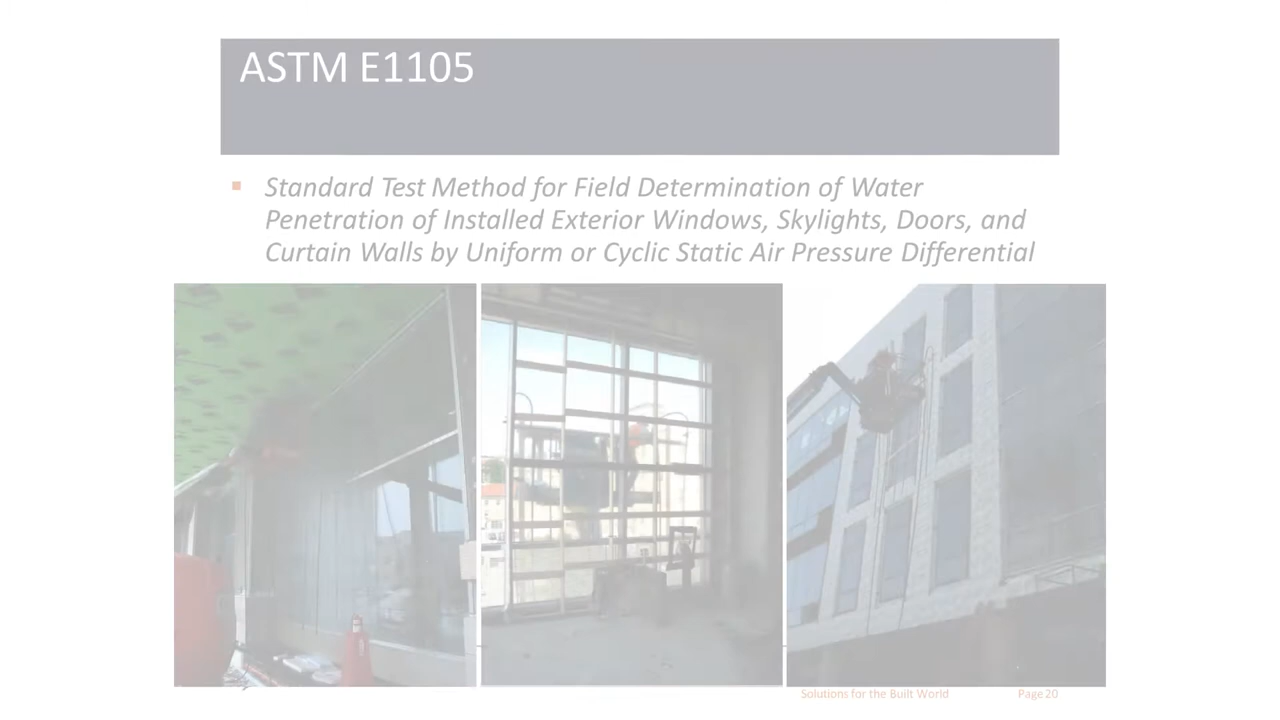 ASTM E1105
Standard Test Method for Field Determination of Water
Penetration of Installed Exterior Windows, Skylights, Doors, and
Curtain Walls by Uniform or Cyclic Static Air Pressure Differential
Solutions for the Built World Page 20